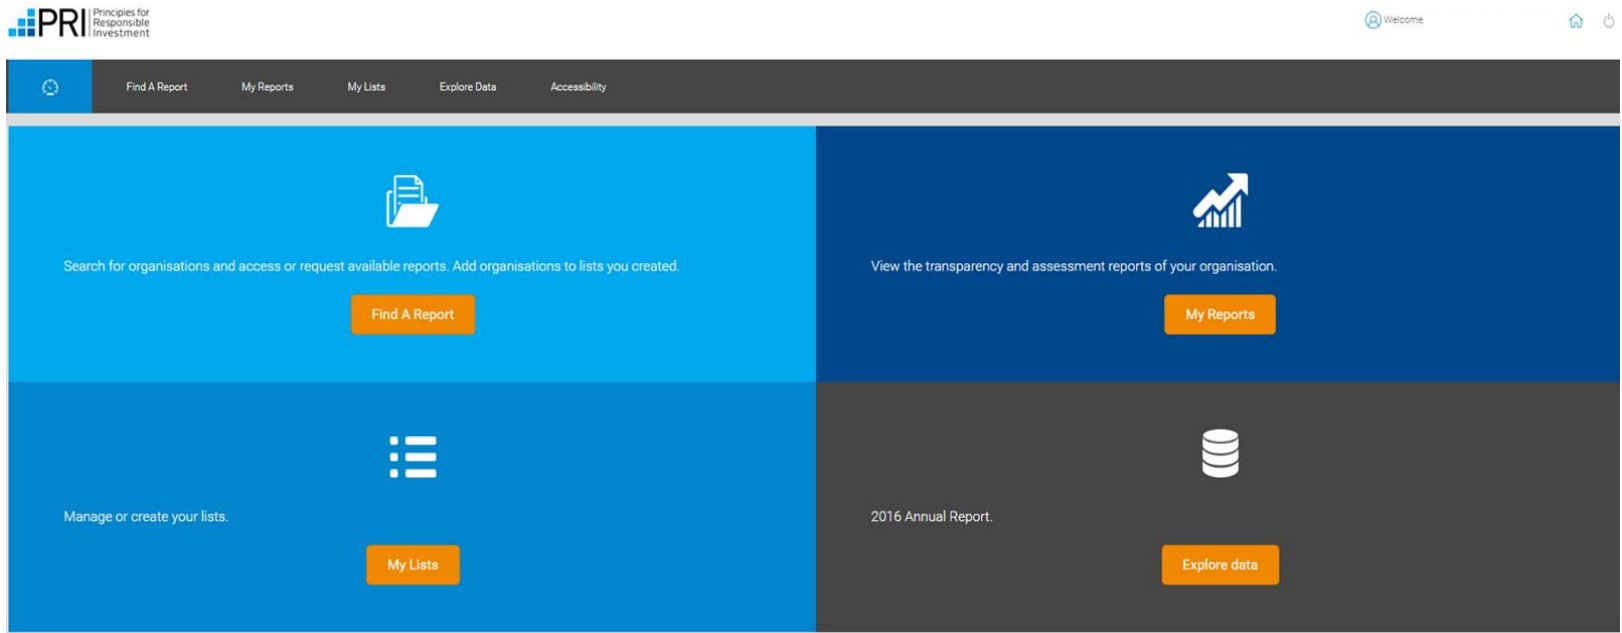 PRI
Principles for
Responsible
Investment
Welcome
Find A Report
My Reports
My Lists
Explore Data
Accessibility
Search for organisations and access or request available reports. Add organisations to lists you created.
Find A Report
View the transparency and assessment reports of your organisation.
My Reports
Manage or create your lists.
My Lists
2016 Annual Report.
Explore data